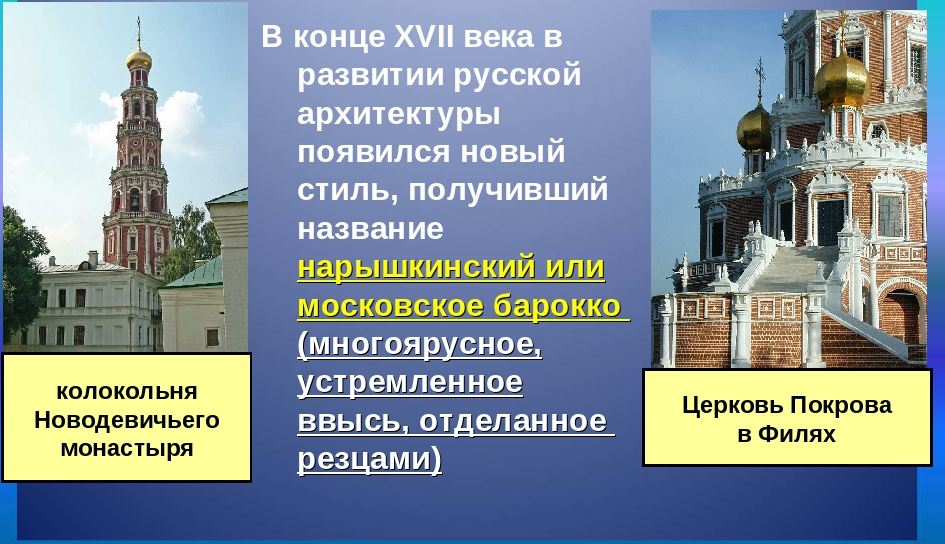 В конце XVII века в
развитии русской
архитектуры
появился новый
стиль, получивший
название
нарышкинский или
московское барокко
(многоярусное,
устремленное
ввысь, отделанное
резцами)
колокольня
Новодевичьего
монастыря
Церковь Покрова
в Филях